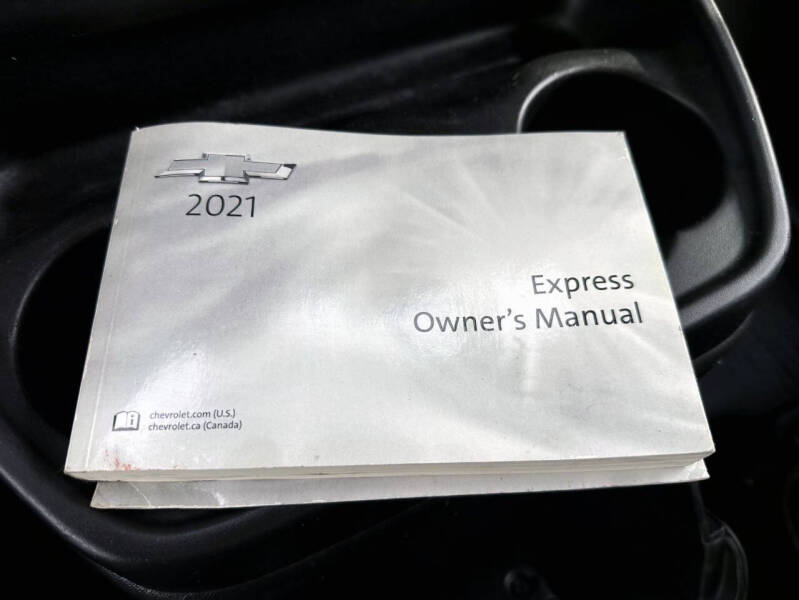 2021
Express
Owner's Manual
chevrolet.com (U.S.)
chevrolet.ca (Canada)